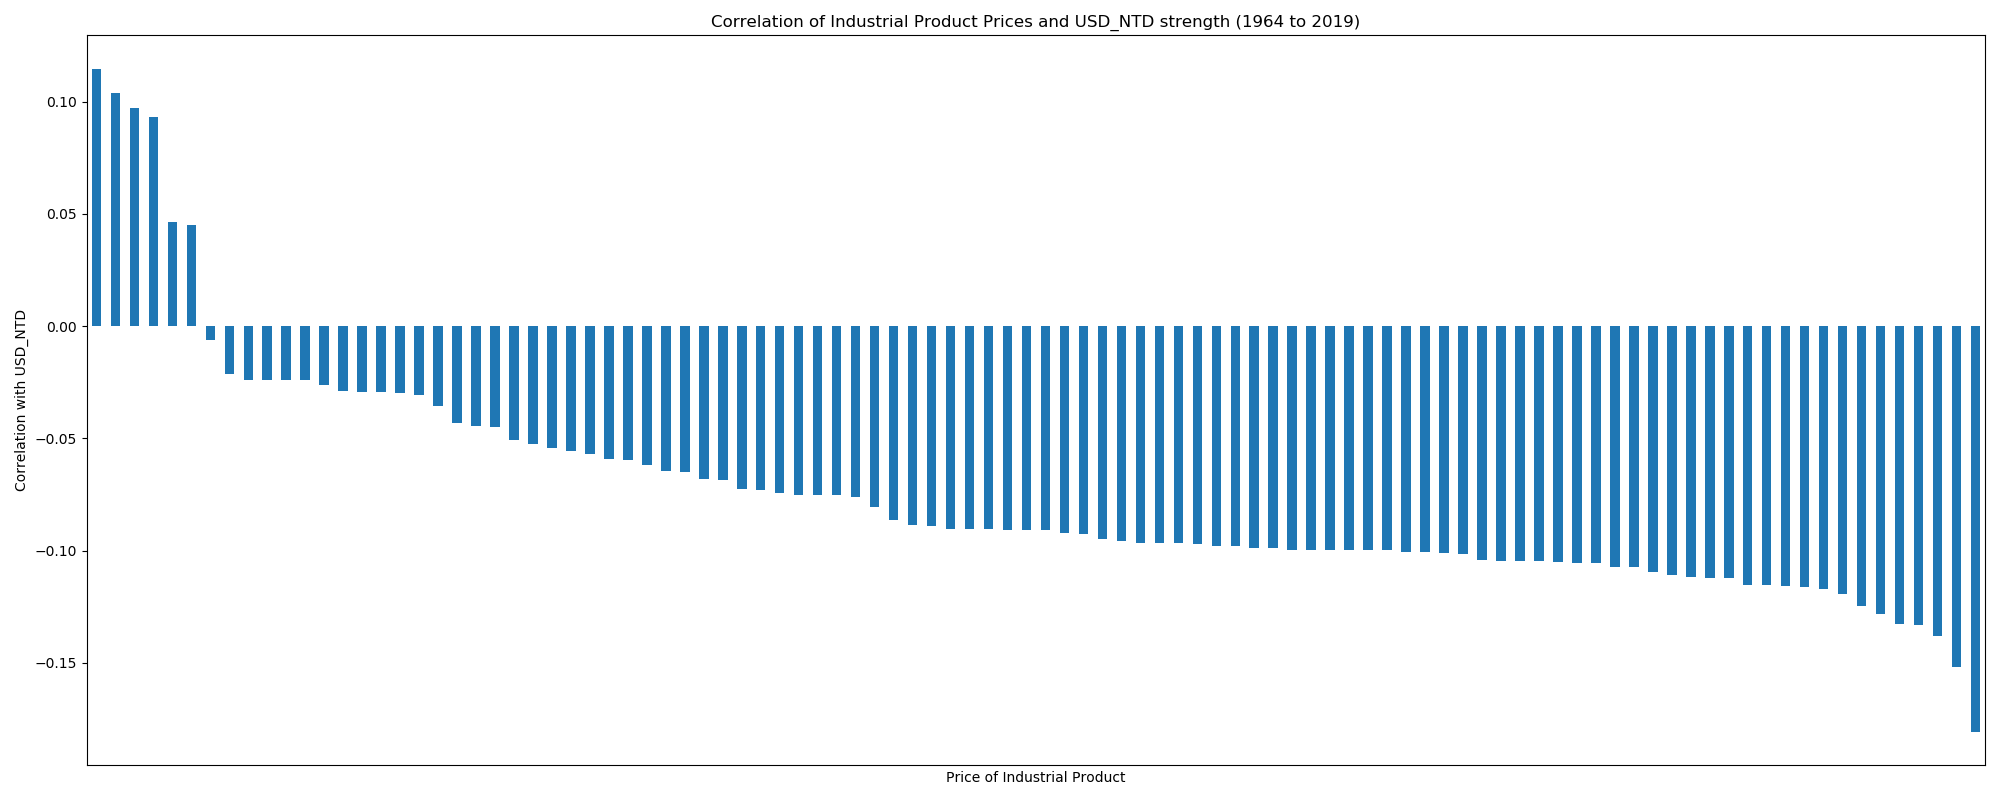 Correlation of Industrial Product Prices and USD_NTD strength (1964 to 2019)
0.10
0.05
0.00
−0.05
−0.10
−0.15
Correlation with USD_NTD
Price of Industrial Product